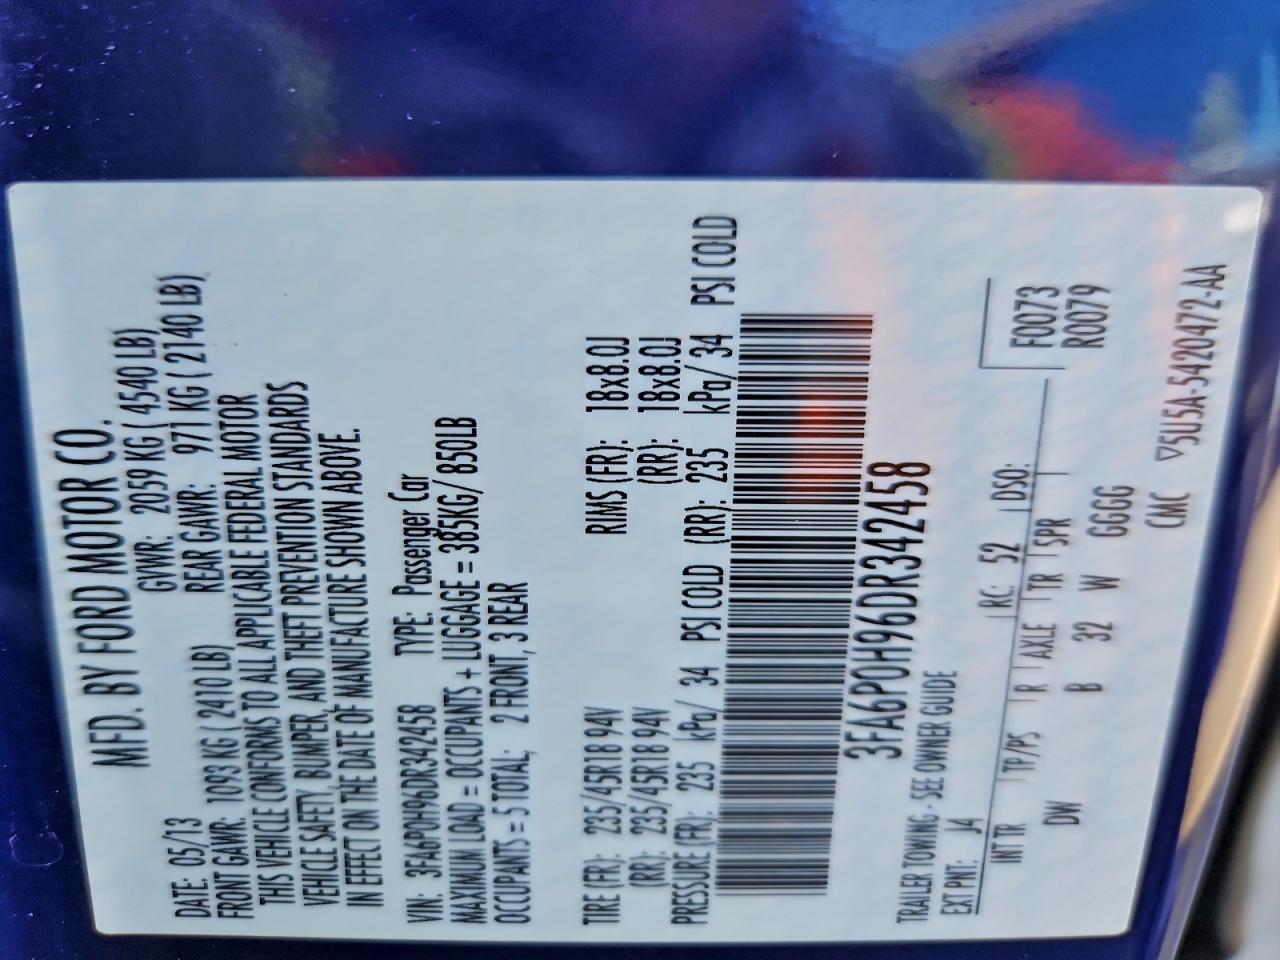 MFD. BY FORD MOTOR CO.
DATE: 05/13 GVWR: 2059 KG ( 4540 LB)
FRONT GAWR: 1093 KG ( 2410 LB) REAR GAWR: 971 KG ( 2140 LB)
THIS VEHICLE CONFORMS TO ALL APPLICABLE FEDERAL MOTOR
VEHICLE SAFETY, BUMPER, AND THEFT PREVENTION STANDARDS
IN EFFECT ON THE DATE OF MANUFACTURE SHOWN ABOVE.
VIN: 3FA6P0H96DR342458 TYPE: Passenger Car
MAXIMUM LOAD = OCCUPANTS + LUGGAGE = 385KG/ 850LB
OCCUPANTS = 5 TOTAL; 2 FRONT, 3 REAR
TIRE (FR): 235/45R18 94V RIMS (FR): 18x8.0J
(RR): 235/45R18 94V (RR): 18x8.0J
PRESSURE (FR): 235 kPa/ 34 PSI COLD (RR): 235 kPa/ 34 PSI COLD
3FA6P0H96DR342458
TRAILER TOWING - SEE OWNER GUIDE
EXT PNT: J4 RC: 52 DSO:
INT TR TP/PS R AXLE TR SPR
DW B 32 W GGGG
F0073
R0079
CMC ▽5U5A-5420472-AA